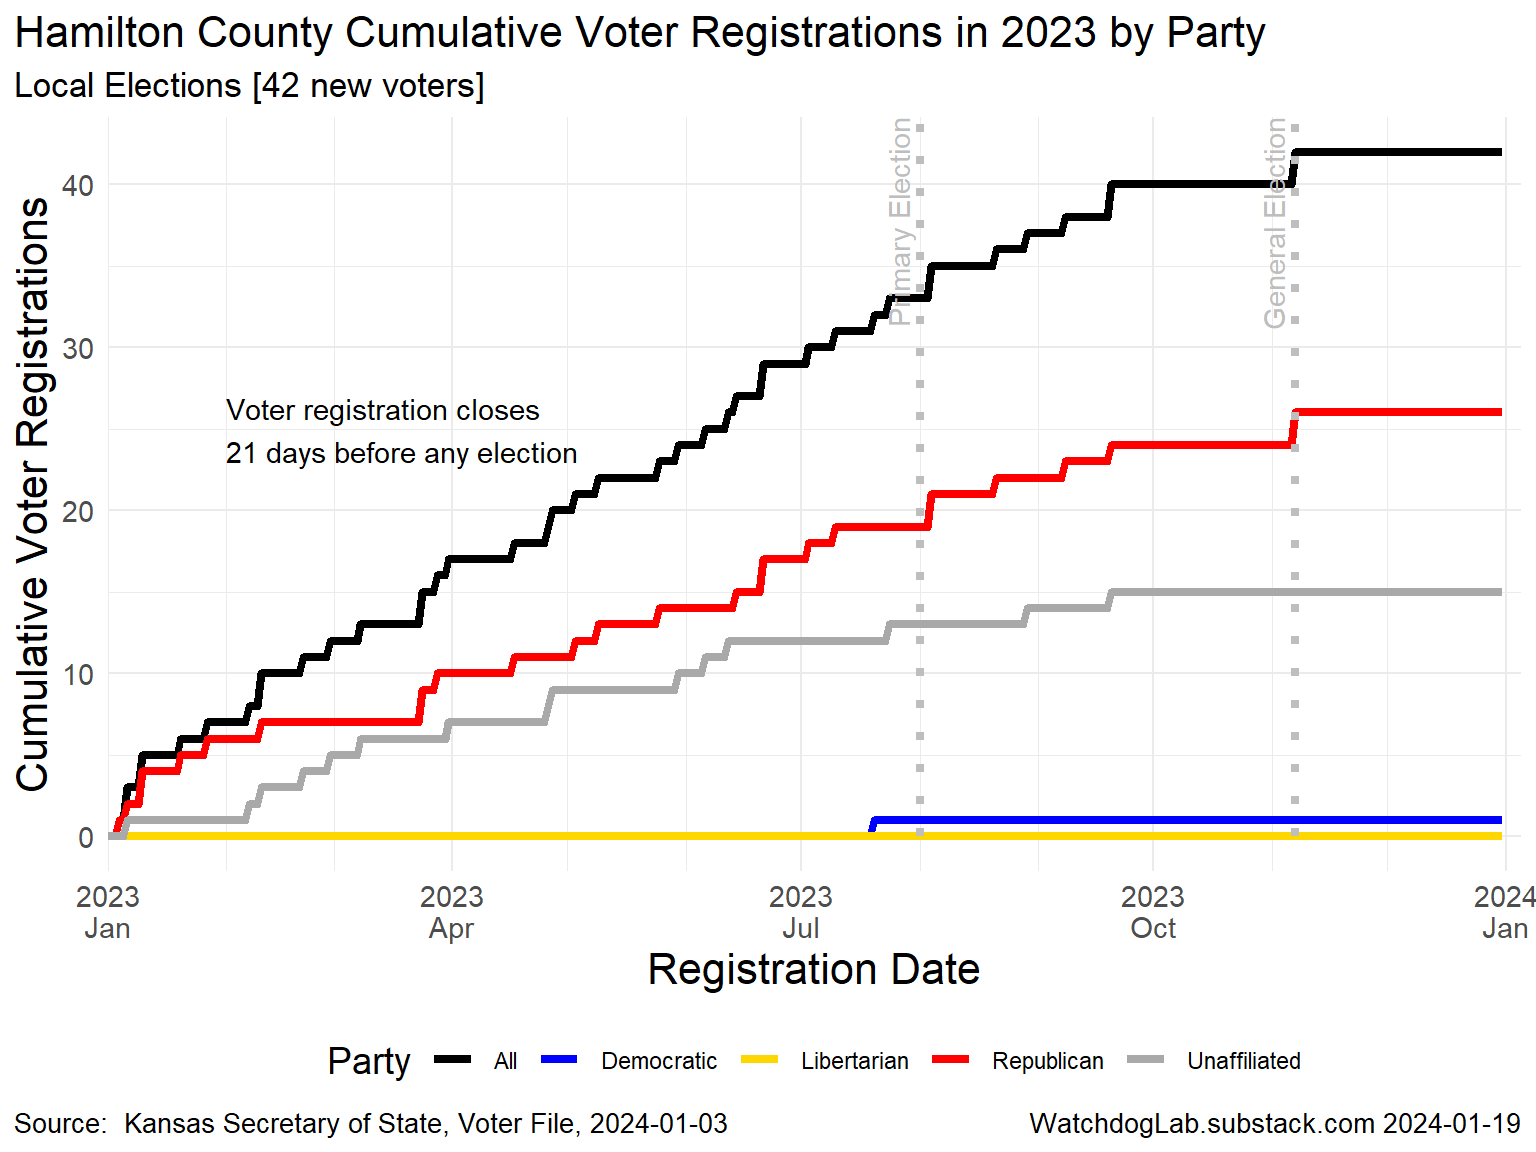 Hamilton County Cumulative Voter Registrations in 2023 by Party
Local Elections [42 new voters]
Cumulative Voter Registrations
40
30
20
10
0
Primary Election
General Election
Voter registration closes
21 days before any election
2023
Jan
2023
Apr
2023
Jul
2023
Oct
2024
Jan
Registration Date
Party All Democratic Libertarian Republican Unaffiliated
Source:  Kansas Secretary of State, Voter File, 2024-01-03
WatchdogLab.substack.com 2024-01-19